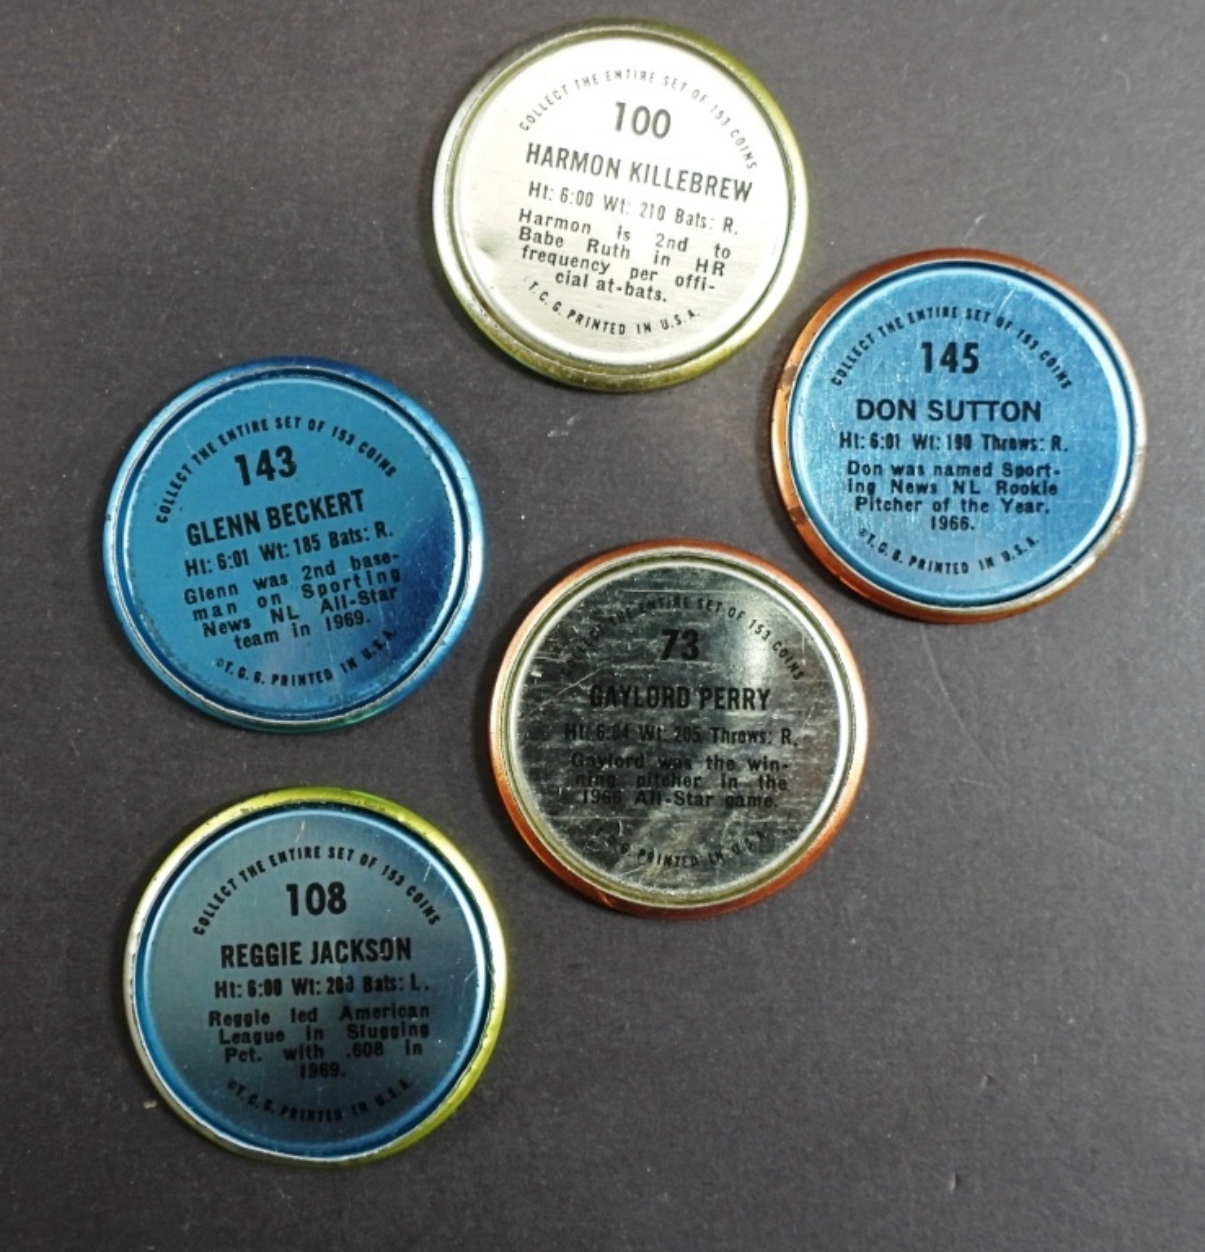 COLLECT THE ENTIRE SET OF 153 COINS
100
HARMON KILLEBREW
Ht: 6:00 Wt: 210 Bats: R.
Harmon is 2nd to
Babe Ruth in HR
frequency per offi-
cial at-bats.
T. C. G. PRINTED IN U.S.A.
COLLECT THE ENTIRE SET OF 153 COINS
145
DON SUTTON
Ht: 6:01 Wt: 190 Throws: R.
Don was named Sport-
ing News NL Rookie
Pitcher of the Year,
1966.
©T. C. G. PRINTED IN U.S.A.
COLLECT THE ENTIRE SET OF 153 COINS
143
GLENN BECKERT
Ht: 6:01 Wt: 185 Bats: R.
Glenn was 2nd base-
man on Sporting
News NL All-Star
team in 1969.
©T. C. G. PRINTED IN U.S.A.
COLLECT THE ENTIRE SET OF 153 COINS
73
GAYLORD PERRY
Ht: 6:04 Wt: 205 Throws: R.
Gaylord was the win-
ning pitcher in the
1966 All-Star game.
T. C. G. PRINTED IN U.S.A.
COLLECT THE ENTIRE SET OF 153 COINS
108
REGGIE JACKSON
Ht: 6:00 Wt: 200 Bats: L.
Reggie led American
League in Slugging
Pct. with .608 in
1969.
©T. C. G. PRINTED IN U.S.A.